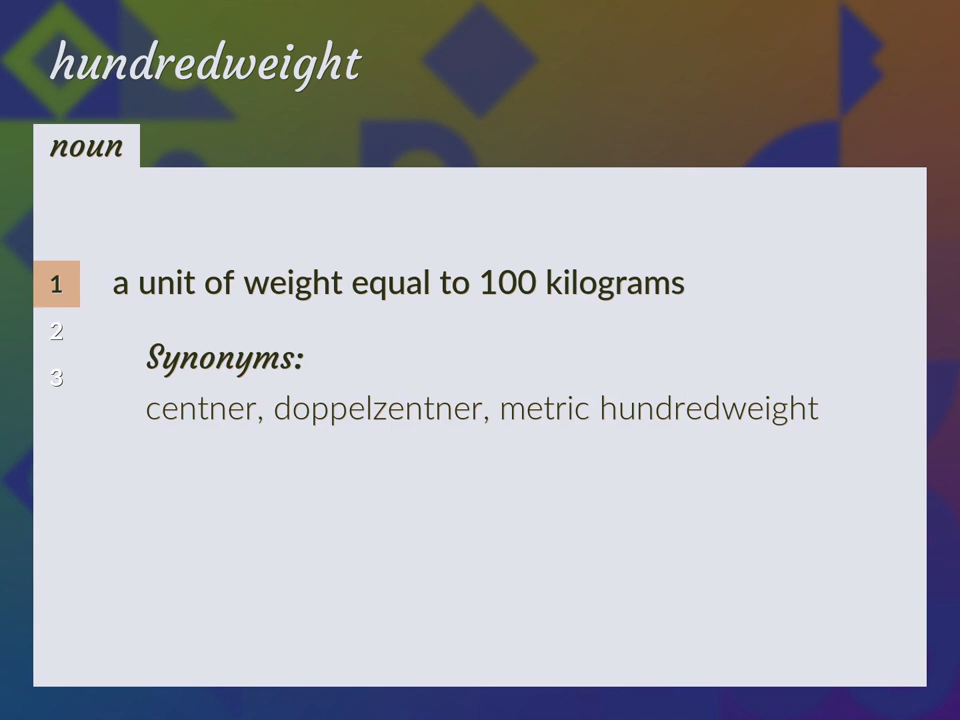 hundredweight
noun
1 a unit of weight equal to 100 kilograms
2
Synonyms:
3
centner, doppelzentner, metric hundredweight